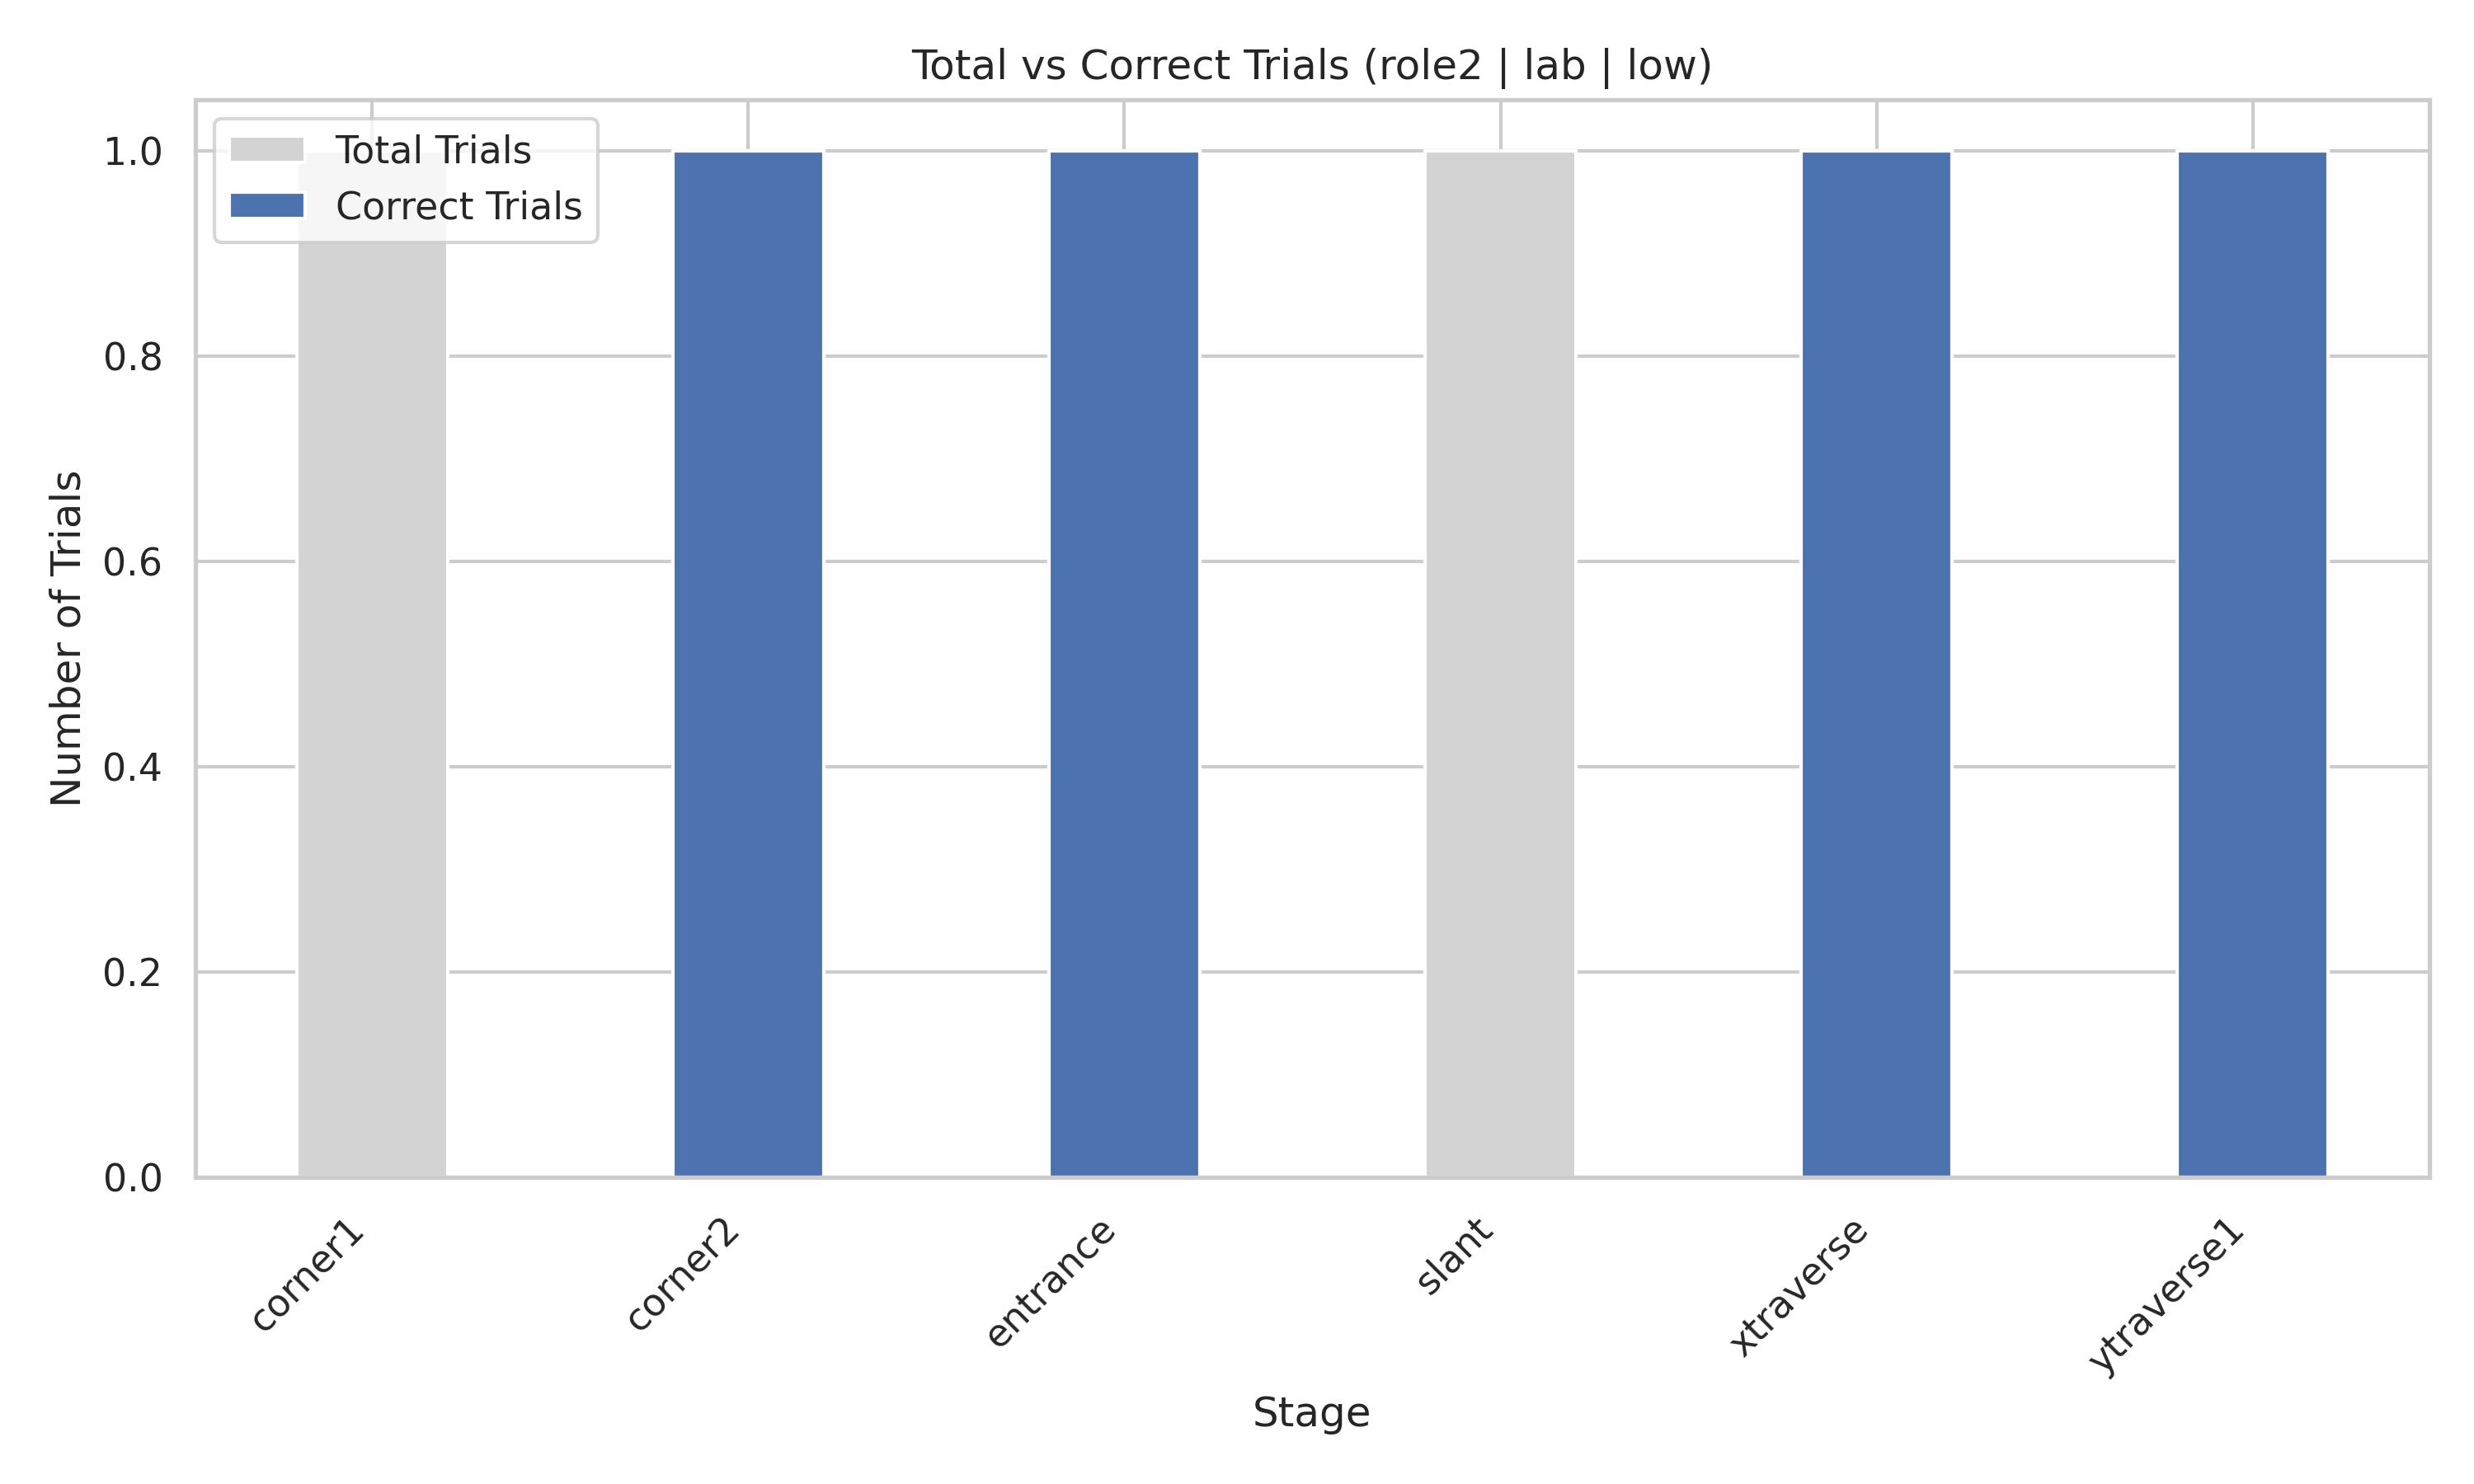 Total vs Correct Trials (role2 | lab | low)
Total Trials
Correct Trials
1.0
0.8
0.6
0.4
0.2
0.0
Number of Trials
corner1
corner2
entrance
slant
xtraverse
ytraverse1
Stage